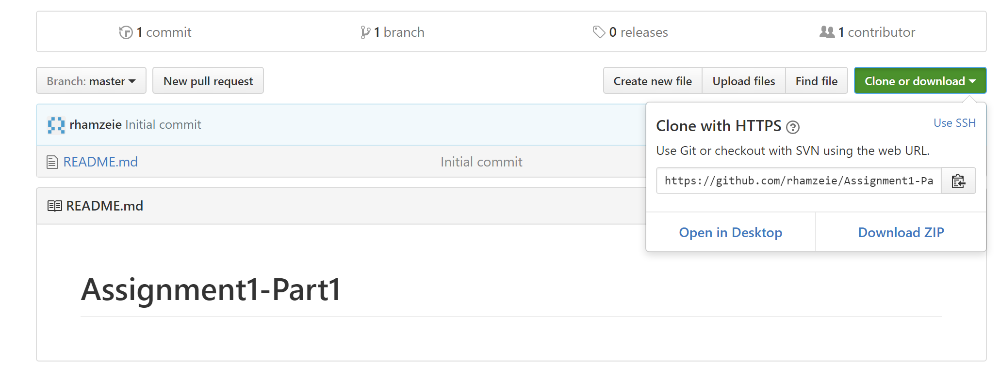 1 commit
1 branch
0 releases
1 contributor
Branch: master
New pull request
Create new file
Upload files
Find file
Clone or download
rhamzeie Initial commit
README.md
Initial commit
Clone with HTTPS
Use SSH
Use Git or checkout with SVN using the web URL.
https://github.com/rhamzeie/Assignment1-Pa
Open in Desktop
Download ZIP
README.md
Assignment1-Part1